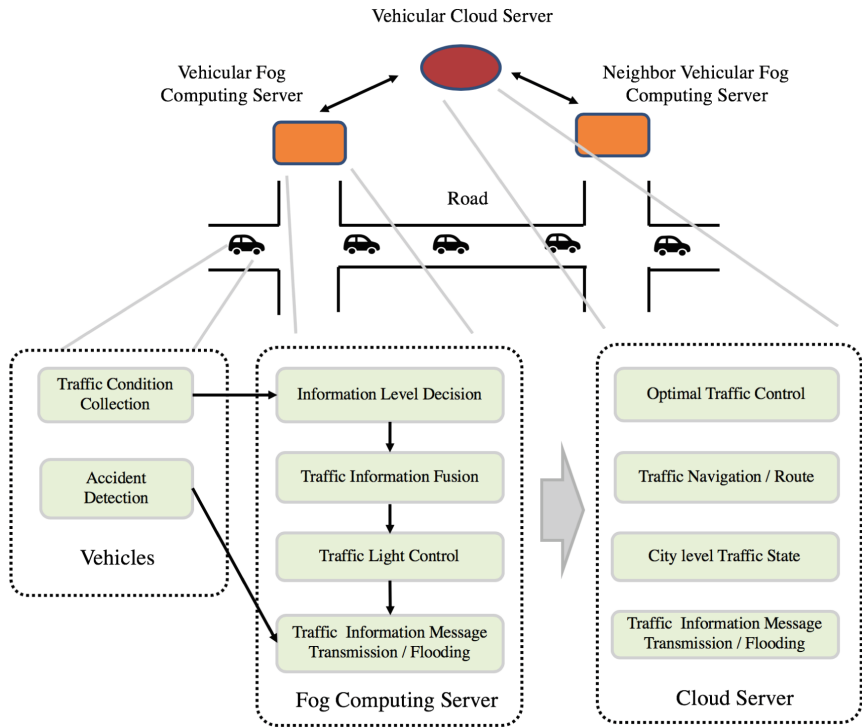 Vehicular Cloud Server
Vehicular Fog
Computing Server
Neighbor Vehicular Fog
Computing Server
Road
Traffic Condition
Collection
Accident
Detection
Vehicles
Information Level Decision
Traffic Information Fusion
Traffic Light Control
Traffic Information Message
Transmission / Flooding
Fog Computing Server
Optimal Traffic Control
Traffic Navigation / Route
City level Traffic State
Traffic Information Message
Transmission / Flooding
Cloud Server